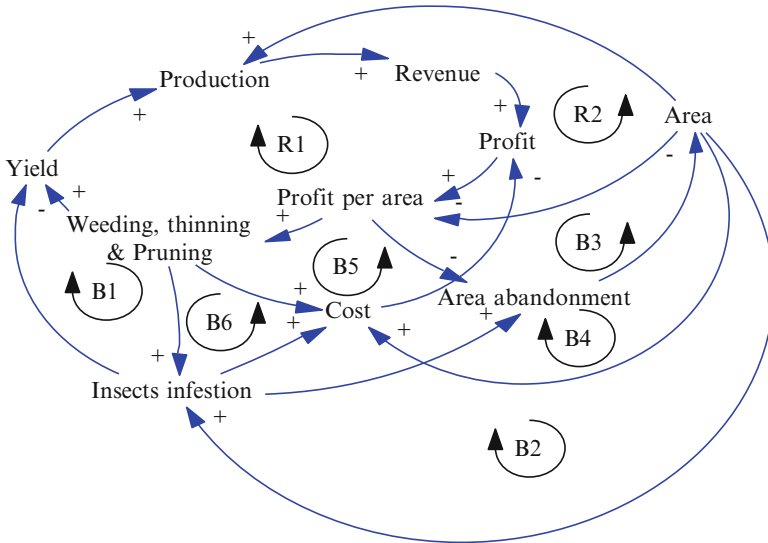 +
Production
+
Revenue
+
+
R2
Area
Profit
R1
-
-
Yield
+
-
+
Profit per area
+
-
Weeding, thinning
& Pruning
B5
-
B3
B1
B6
+
+
Cost
Area abandonment
+
+
B4
+
Insects infestion
+
B2